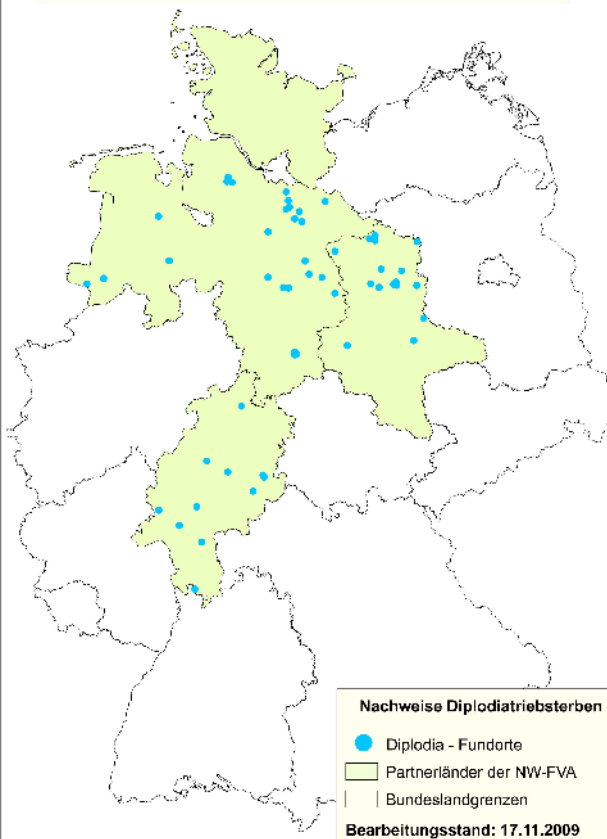 Nachweise Diplodiatriebsterben
Diplodia - Fundorte
Partnerländer der NW-FVA
Bundeslandgrenzen
Bearbeitungsstand: 17.11.2009